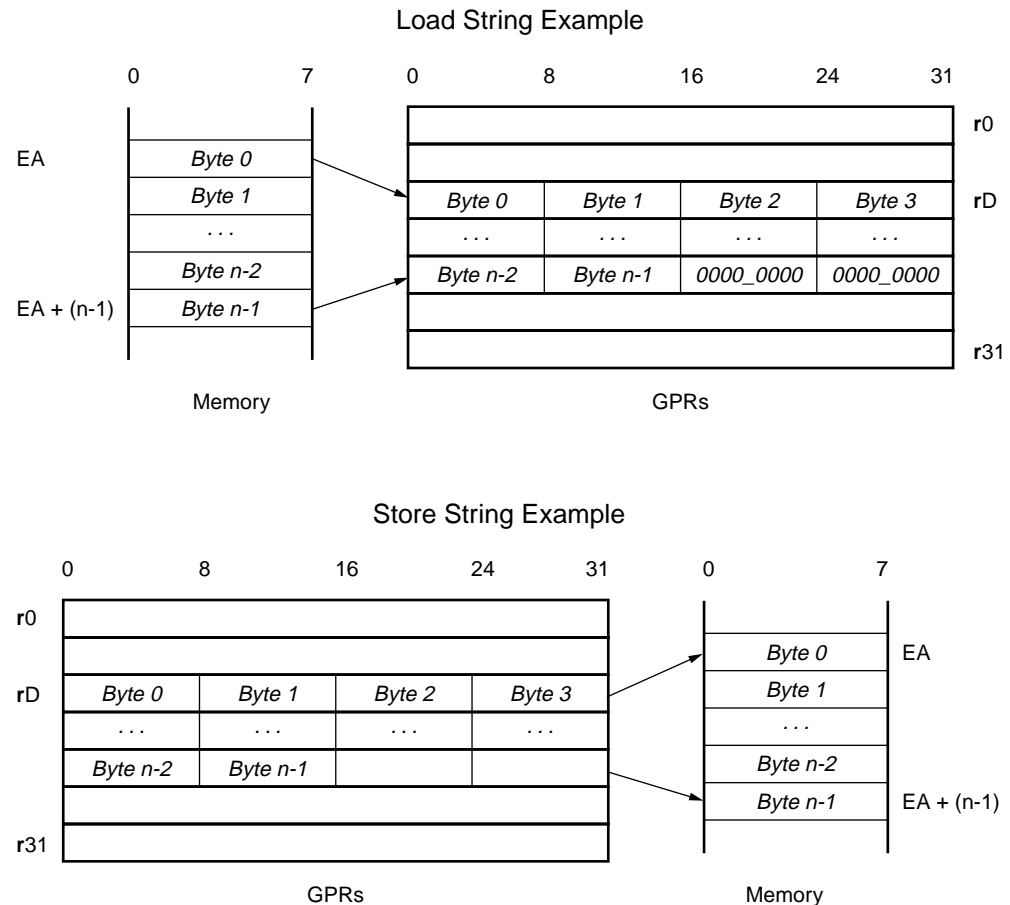 Load String Example
0 7 0 8 16 24 31
r0
EA Byte 0
Byte 1 Byte 0 Byte 1 Byte 2 Byte 3 rD
. . . . . . . . . . . . . . .
Byte n-2 Byte n-2 Byte n-1 0000_0000 0000_0000
EA + (n-1) Byte n-1
r31
Memory GPRs
Store String Example
0 8 16 24 31 0 7
r0
Byte 0 EA
rD Byte 0 Byte 1 Byte 2 Byte 3 Byte 1
. . . . . . . . . . . . . . .
Byte n-2 Byte n-1 Byte n-2
Byte n-1 EA + (n-1)
r31
GPRs Memory